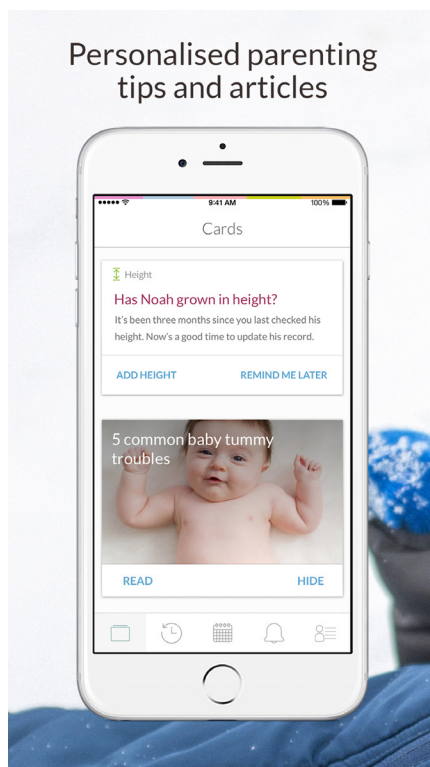 Personalised parenting
tips and articles
9:41 AM
100%
Cards
Height
Has Noah grown in height?
It's been three months since you last checked his
height. Now's a good time to update his record.
ADD HEIGHT
REMIND ME LATER
5 common baby tummy
troubles
READ
HIDE